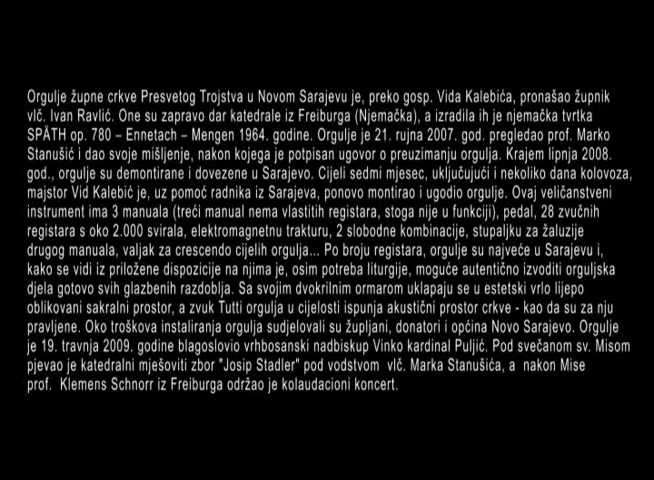 Orgulje župne crkve Presvetog Trojstva u Novom Sarajevu je, preko gosp. Vida Kalebića, pronašao župnik
vlč. Ivan Ravlić. One su zapravo dar katedrale iz Freiburga (Njemačka), a izradila ih je njemačka tvrtka
SPÄTH op. 780 – Ennetach – Mengen 1964. godine. Orgulje je 21. rujna 2007. god. pregledao prof. Marko
Stanušić i dao svoje mišljenje, nakon kojega je potpisan ugovor o preuzimanju orgulja. Krajem lipnja 2008.
god., orgulje su demontirane i dovezene u Sarajevo. Cijeli sedmi mjesec, uključujući i nekoliko dana kolovoza,
majstor Vid Kalebić je, uz pomoć radnika iz Sarajeva, ponovo montirao i ugodio orgulje. Ovaj veličanstveni
instrument ima 3 manuala (treći manual nema vlastitih registara, stoga nije u funkciji), pedal, 28 zvučnih
registara s oko 2.000 svirala, elektromagnetnu trakturu, 2 slobodne kombinacije, stupaljku za žaluzije
drugog manuala, valjak za crescendo cijelih orgulja... Po broju registara, orgulje su najveće u Sarajevu i,
kako se vidi iz priložene dispozicije na njima je, osim potreba liturgije, moguće autentično izvoditi orguljska
djela gotovo svih glazbenih razdoblja. Sa svojim dvokrilnim ormarom uklapaju se u estetski vrlo lijepo
oblikovani sakralni prostor, a zvuk Tutti orgulja u cijelosti ispunja akustični prostor crkve - kao da su za nju
pravljene. Oko troškova instaliranja orgulja sudjelovali su župljani, donatori i općina Novo Sarajevo. Orgulje
je 19. travnja 2009. godine blagoslovio vrhbosanski nadbiskup Vinko kardinal Puljić. Pod svečanom sv. Misom
pjevao je katedralni mješoviti zbor "Josip Stadler" pod vodstvom vlč. Marka Stanušića, a nakon Mise
prof. Klemens Schnorr iz Freiburga održao je kolaudacioni koncert.